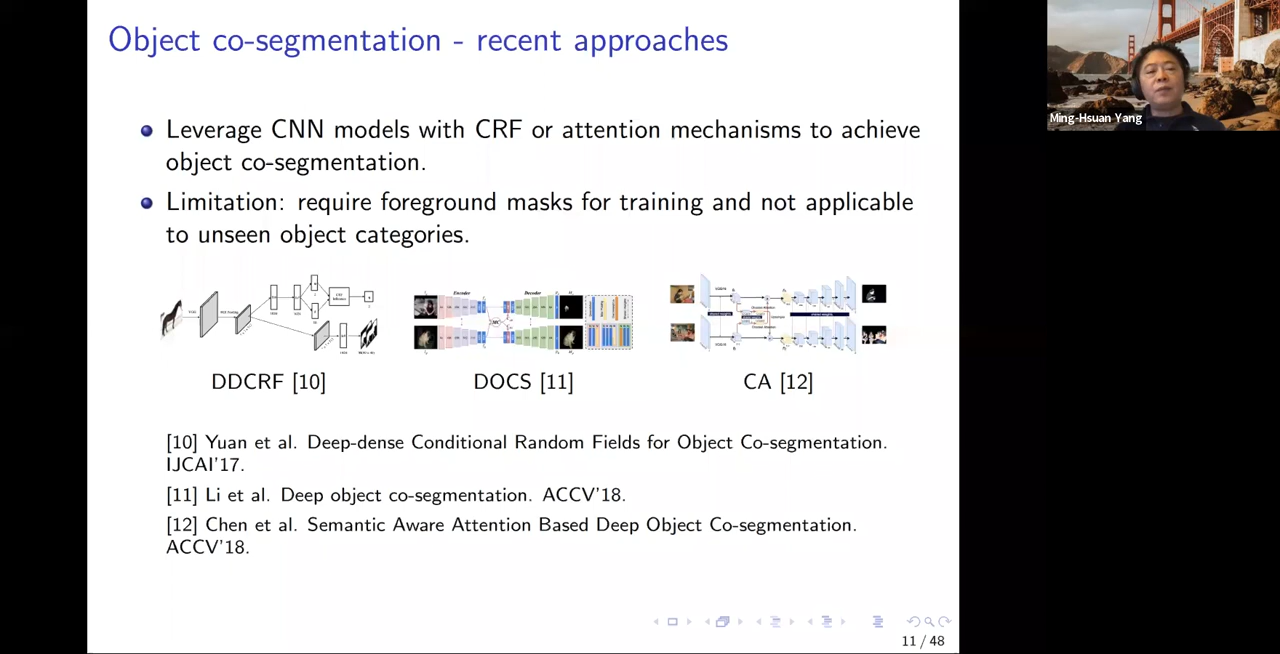 Object co-segmentation - recent approaches
Leverage CNN models with CRF or attention mechanisms to achieve
object co-segmentation.
Limitation: require foreground masks for training and not applicable
to unseen object categories.
Encoder
Decoder
DDCRF [10]
DOCS [11]
CA [12]
[10] Yuan et al. Deep-dense Conditional Random Fields for Object Co-segmentation.
IJCAI'17.
[11] Li et al. Deep object co-segmentation. ACCV'18.
[12] Chen et al. Semantic Aware Attention Based Deep Object Co-segmentation.
ACCV'18.
11 / 48
Ming-Hsuan Yang